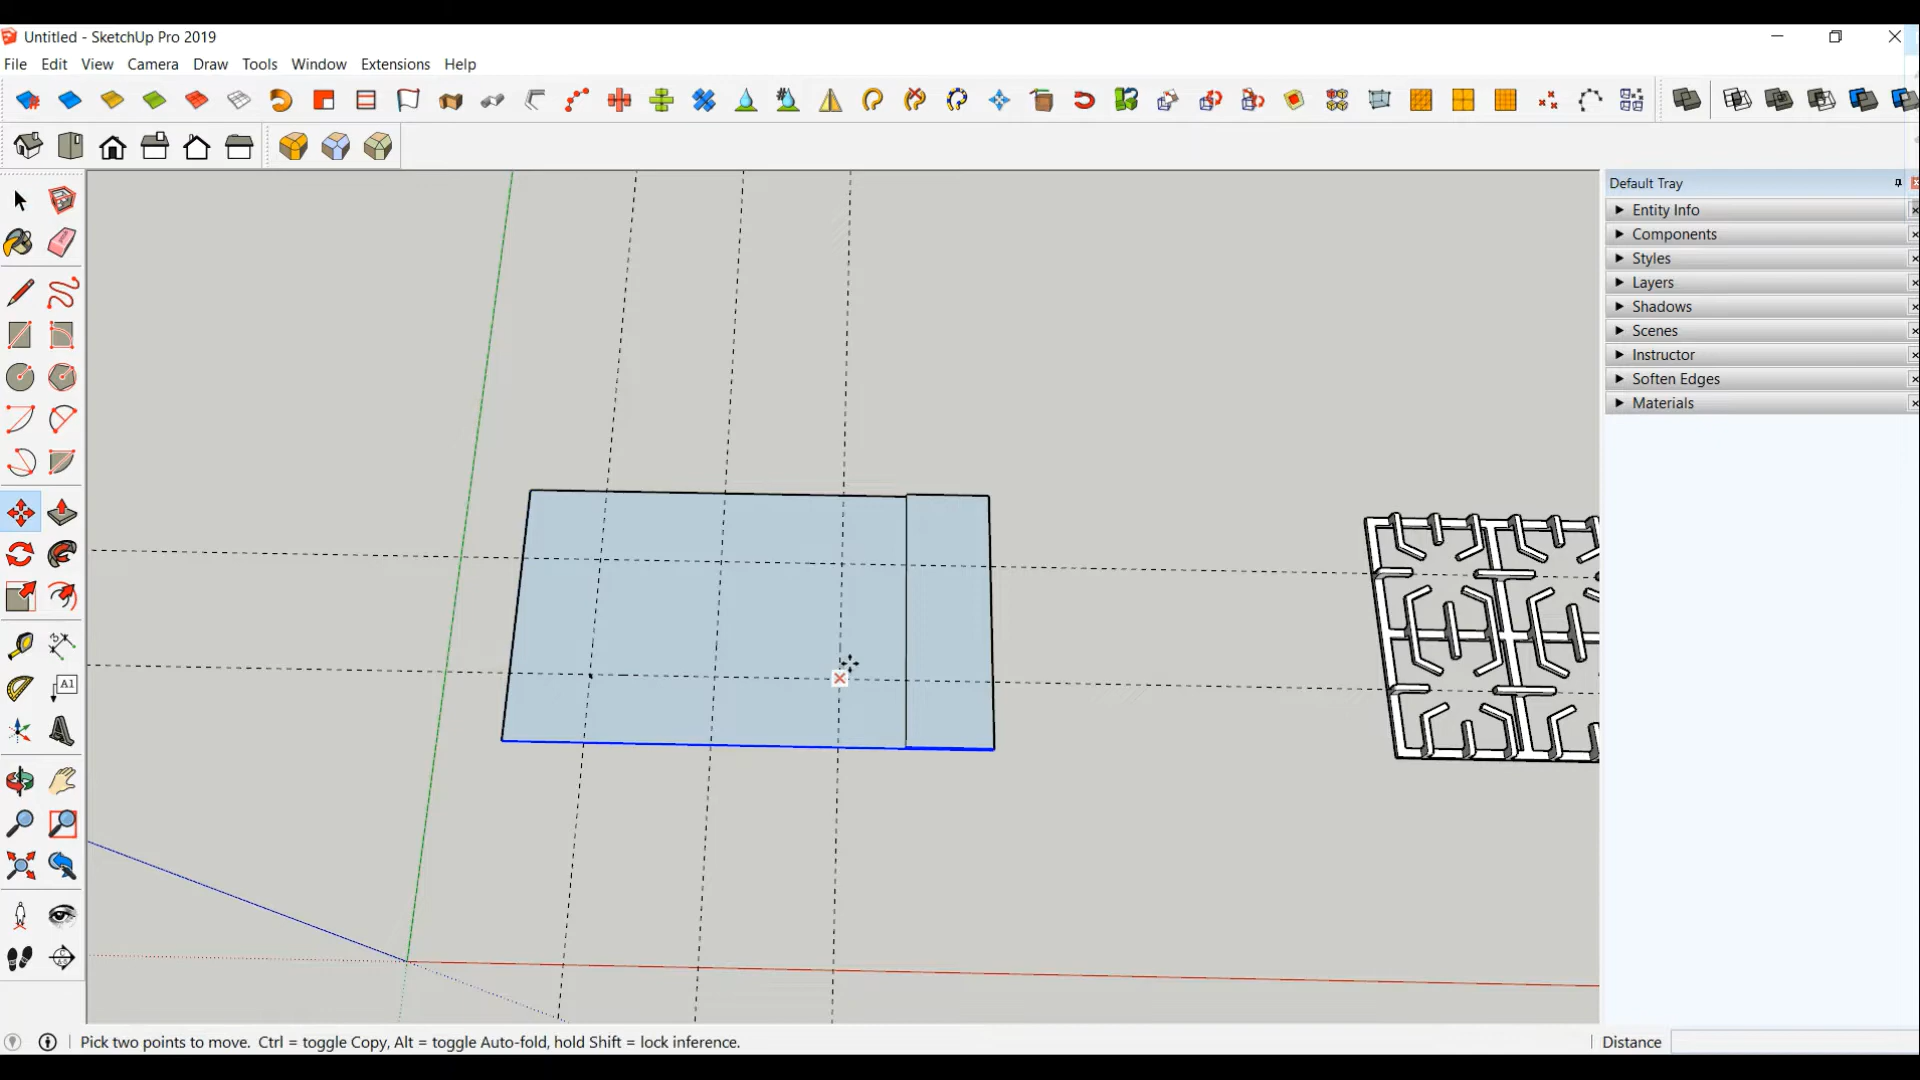 Untitled - SketchUp Pro 2019
File Edit View Camera Draw Tools Window Extensions Help
Default Tray
Entity Info
Components
Styles
Layers
Shadows
Scenes
Instructor
Soften Edges
Materials
A1
Pick two points to move. Ctrl = toggle Copy, Alt = toggle Auto-fold, hold Shift = lock inference.
Distance